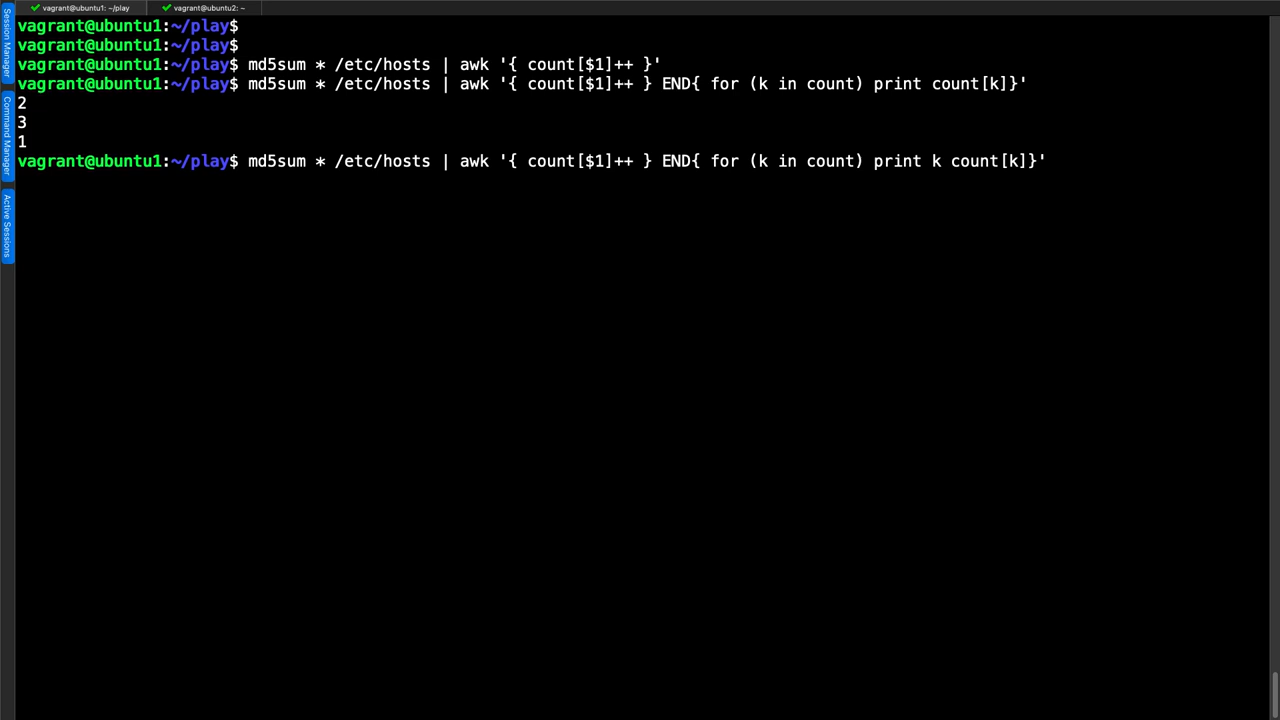 vagrant@ubuntu1: ~/play
vagrant@ubuntu2: ~
Session Manager
Command Manager
Active Sessions
vagrant@ubuntu1:~/play$
vagrant@ubuntu1:~/play$
vagrant@ubuntu1:~/play$ md5sum * /etc/hosts | awk '{ count[$1]++ }'
vagrant@ubuntu1:~/play$ md5sum * /etc/hosts | awk '{ count[$1]++ } END{ for (k in count) print count[k]}'
2
3
1
vagrant@ubuntu1:~/play$ md5sum * /etc/hosts | awk '{ count[$1]++ } END{ for (k in count) print k count[k]}'